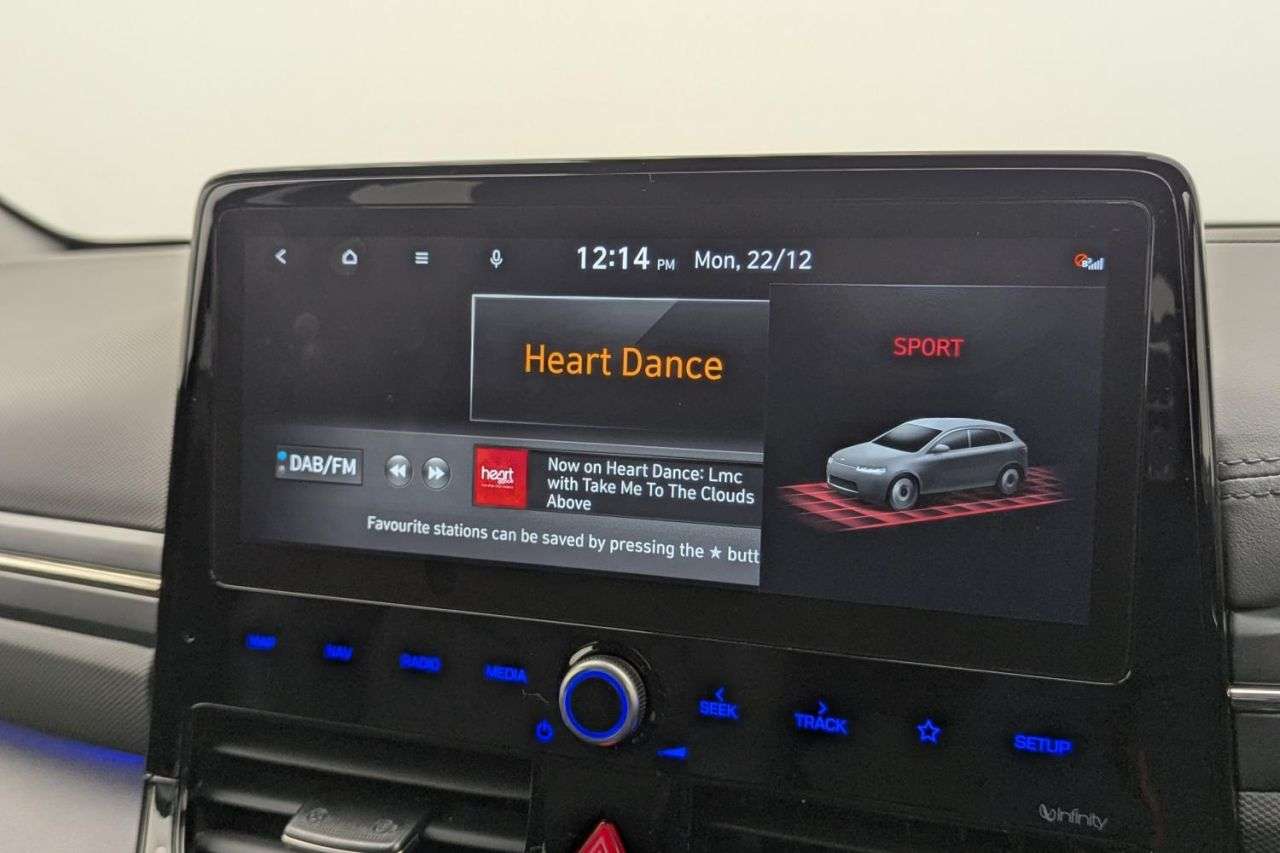 12:14 PM Mon, 22/12
Heart Dance
SPORT
DAB/FM
heart
Now on Heart Dance: Lmc
with Take Me To The Clouds
Above
Favourite stations can be saved by pressing the ★ butt
MAP
NAV
RADIO
MEDIA
< SEEK
> TRACK
SETUP
infinity